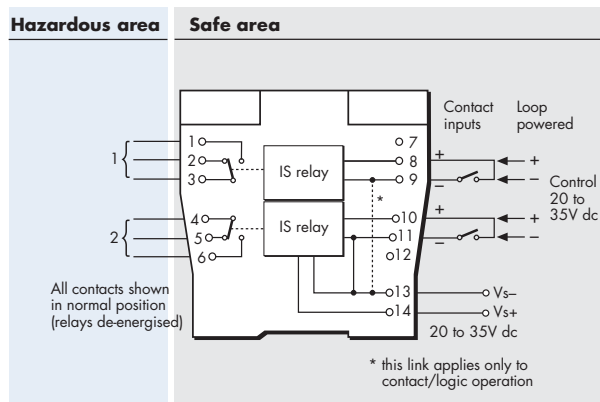 Hazardous area
Safe area
Contact inputs
Loop powered
1
1
2
3
IS relay
7
8
9
+
–
+
–
Control
20 to
35V dc
*
2
4
5
6
IS relay
10
11
12
+
–
+
–
13
14
Vs–
Vs+
20 to 35V dc
All contacts shown
in normal position
(relays de-energised)
* this link applies only to
contact/logic operation